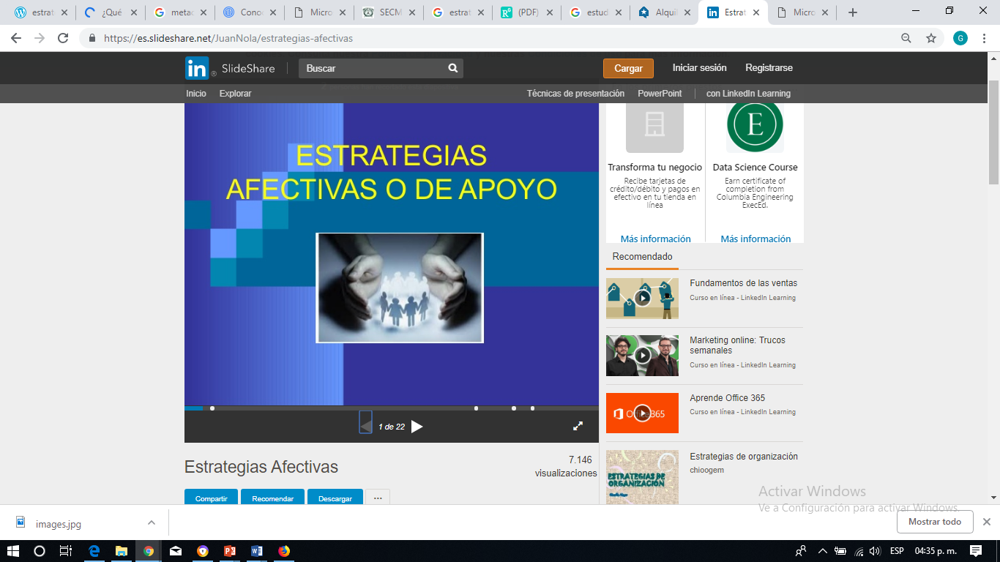 estrat
¿Qué
metac
Conoc
Micro
SECM
estrat
(PDF)
estud
Alquil
Estrat
Micro
https://es.slideshare.net/JuanNola/estrategias-afectivas
G
in SlideShare
Buscar
Cargar
Iniciar sesión
Registrarse
Inicio
Explorar
Técnicas de presentación
PowerPoint
con LinkedIn Learning
ESTRATEGIAS
AFECTIVAS O DE APOYO
1 de 22
Estrategias Afectivas
7.146
visualizaciones
Compartir
Recomendar
Descargar
...
Transforma tu negocio
Recibe tarjetas de
crédito/débito y pagos en
efectivo en tu tienda en
línea
Más información
E
Data Science Course
Earn certificate of
completion from
Columbia Engineering
ExecEd.
Más información
Recomendado
Fundamentos de las ventas
Curso en línea - LinkedIn Learning
Marketing online: Trucos
semanales
Curso en línea - LinkedIn Learning
Office 365
Aprende Office 365
Curso en línea - LinkedIn Learning
ESTRATEGIAS DE
ORGANIZACIÓN
Estrategias de organización
chioogem
Activar Windows
Ve a Configuración para activar Windows.
images.jpg
Mostrar todo
ESP
04:35 p. m.